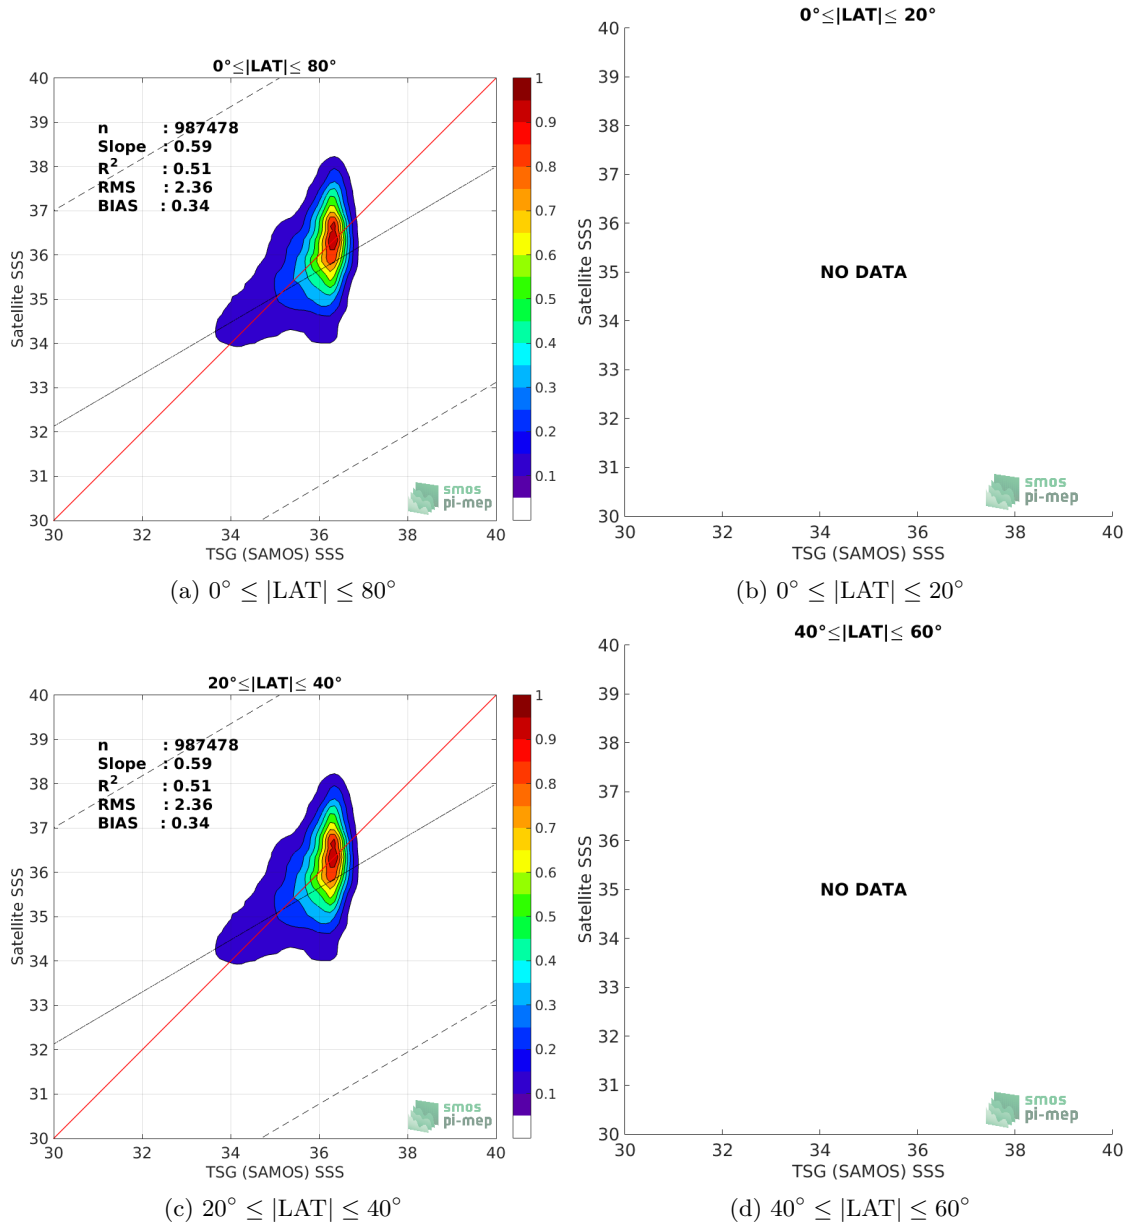 0°≤|LAT|≤ 80°
40
39
38
37
36
35
34
33
32
31
30
Satellite SSS
n : 987478
Slope : 0.59
R2 : 0.51
RMS : 2.36
BIAS : 0.34
1
0.9
0.8
0.7
0.6
0.5
0.4
0.3
0.2
0.1
smos
pi-mep
30 32 34 36 38 40
TSG (SAMOS) SSS
(a) 0° ≤ |LAT| ≤ 80°
0°≤|LAT|≤ 20°
40
39
38
37
36
35
34
33
32
31
30
Satellite SSS
NO DATA
smos
pi-mep
30 32 34 36 38 40
TSG (SAMOS) SSS
(b) 0° ≤ |LAT| ≤ 20°
20°≤|LAT|≤ 40°
40
39
38
37
36
35
34
33
32
31
30
Satellite SSS
n : 987478
Slope : 0.59
R2 : 0.51
RMS : 2.36
BIAS : 0.34
1
0.9
0.8
0.7
0.6
0.5
0.4
0.3
0.2
0.1
smos
pi-mep
30 32 34 36 38 40
TSG (SAMOS) SSS
(c) 20° ≤ |LAT| ≤ 40°
40°≤|LAT|≤ 60°
40
39
38
37
36
35
34
33
32
31
30
Satellite SSS
NO DATA
smos
pi-mep
30 32 34 36 38 40
TSG (SAMOS) SSS
(d) 40° ≤ |LAT| ≤ 60°